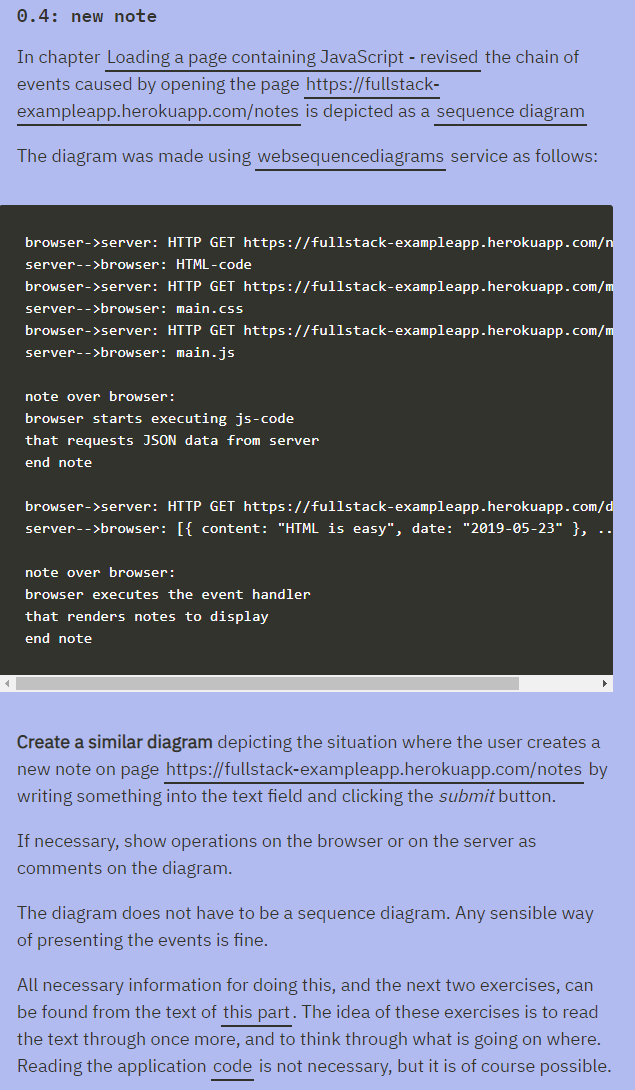 0.4: new note
In chapter Loading a page containing JavaScript - revised the chain of
events caused by opening the page https://fullstack-
exampleapp.herokuapp.com/notes is depicted as a sequence diagram
The diagram was made using websequencediagrams service as follows:
browser->server: HTTP GET https://fullstack-exampleapp.herokuapp.com/n
server-->browser: HTML-code
browser->server: HTTP GET https://fullstack-exampleapp.herokuapp.com/m
server-->browser: main.css
browser->server: HTTP GET https://fullstack-exampleapp.herokuapp.com/m
server-->browser: main.js
note over browser:
browser starts executing js-code
that requests JSON data from server
end note
browser->server: HTTP GET https://fullstack-exampleapp.herokuapp.com/d
server-->browser: [{ content: "HTML is easy", date: "2019-05-23" }, ..
note over browser:
browser executes the event handler
that renders notes to display
end note
Create a similar diagram depicting the situation where the user creates a
new note on page https://fullstack-exampleapp.herokuapp.com/notes by
writing something into the text field and clicking the submit button.
If necessary, show operations on the browser or on the server as
comments on the diagram.
The diagram does not have to be a sequence diagram. Any sensible way
of presenting the events is fine.
All necessary information for doing this, and the next two exercises, can
be found from the text of this part. The idea of these exercises is to read
the text through once more, and to think through what is going on where.
Reading the application code is not necessary, but it is of course possible.